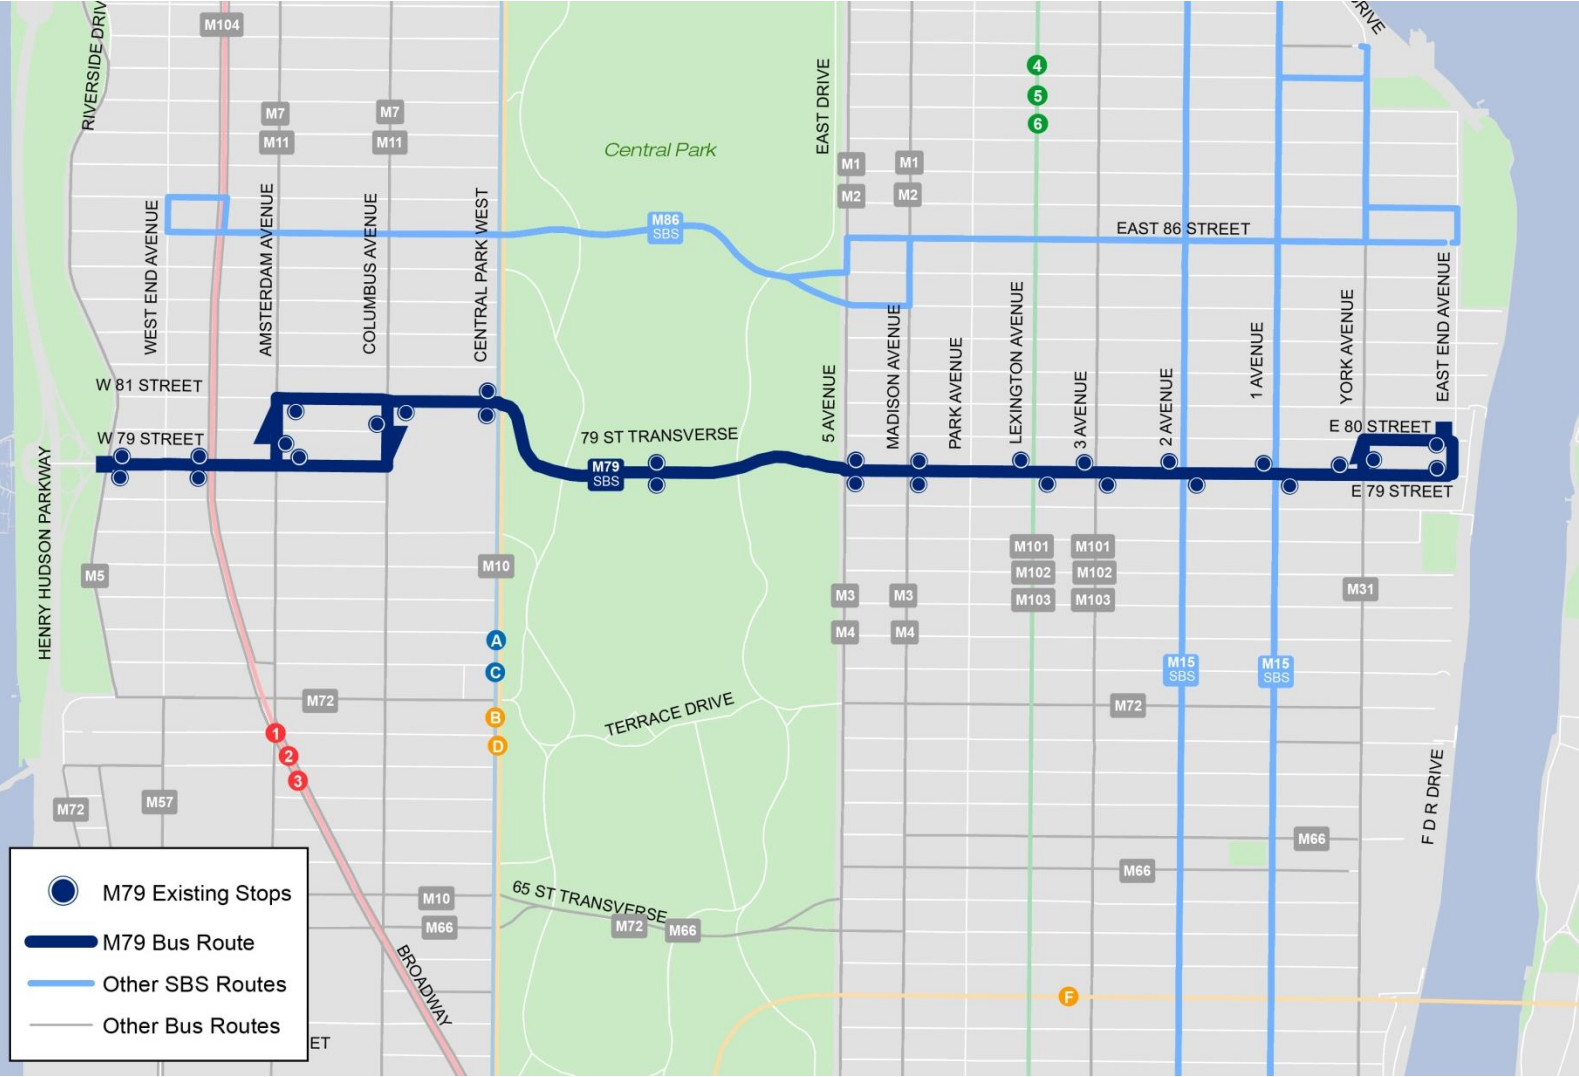 RIVERSIDE DRIV
M104
DRIVE
4
5
6
EAST DRIVE
M7
M11
M7
M11
Central Park
M1
M2
M1
M2
WEST END AVENUE
AMSTERDAM AVENUE
COLUMBUS AVENUE
CENTRAL PARK WEST
M86
SBS
EAST 86 STREET
5 AVENUE
MADISON AVENUE
PARK AVENUE
LEXINGTON AVENUE
3 AVENUE
2 AVENUE
1 AVENUE
YORK AVENUE
EAST END AVENUE
W 81 STREET
W 79 STREET
79 ST TRANSVERSE
M79
SBS
E 80 STREET
E 79 STREET
HENRY HUDSON PARKWAY
M5
M10
M101
M102
M103
M101
M102
M103
M3
M4
M3
M4
M31
A
C
B
D
M15
SBS
M15
SBS
M72
TERRACE DRIVE
M72
1
2
3
M72
M57
F D R DRIVE
M66
M66
M10
M66
65 ST TRANSVERSE
M72
M66
BROADWAY
F
M79 Existing Stops
M79 Bus Route
Other SBS Routes
Other Bus Routes
ET